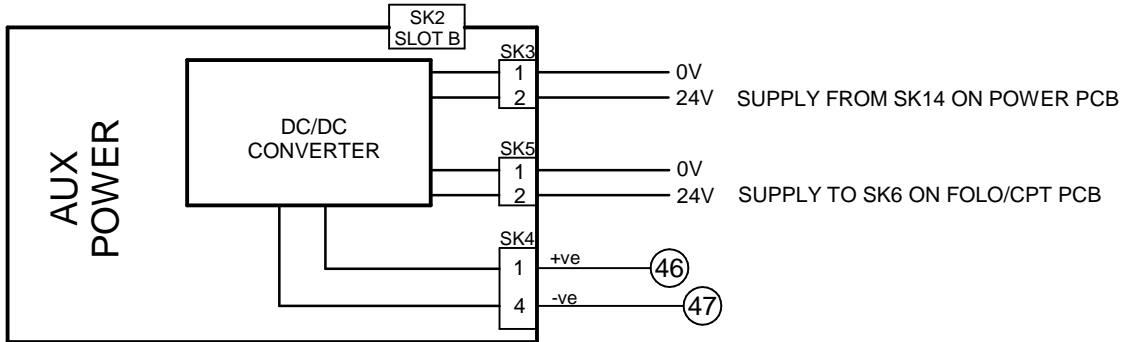 SK2
SLOT B
SK3
1
0V
2
24V SUPPLY FROM SK14 ON POWER PCB
DC/DC
CONVERTER
AUX
POWER
SK5
1
0V
2
24V SUPPLY TO SK6 ON FOLO/CPT PCB
SK4
1
+ve
46
4
-ve
47